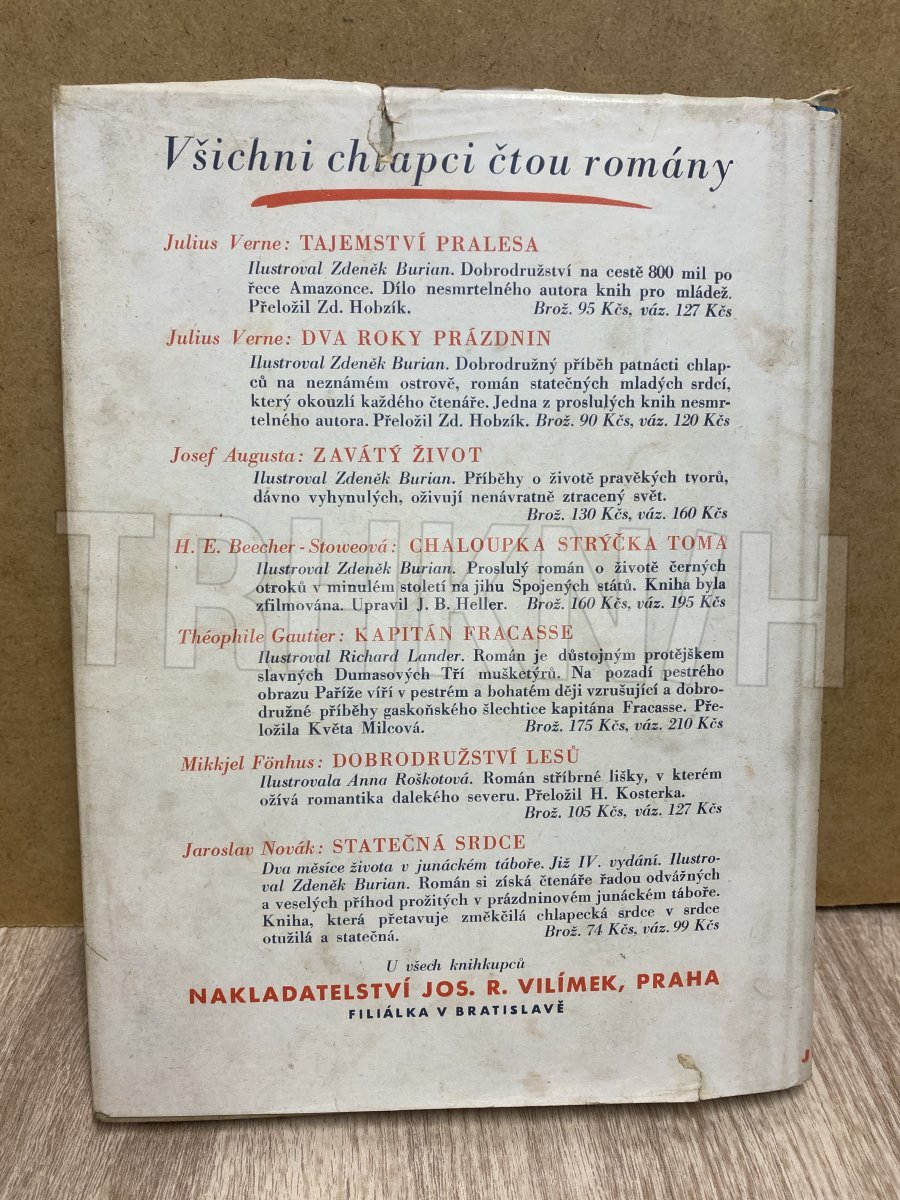 Všichni chlapci čtou romány
Julius Verne: TAJEMSTVÍ PRALESA
Ilustroval Zdeněk Burian. Dobrodružství na cestě 800 mil po
řece Amazonce. Dílo nesmrtelného autora knih pro mládež.
Přeložil Zd. Hobzík. Brož. 95 Kčs, váz. 127 Kčs
Julius Verne: DVA ROKY PRÁZDNIN
Ilustroval Zdeněk Burian. Dobrodružný příběh patnácti chlap-
ců na neznámém ostrově, román statečných mladých srdcí,
který okouzlí každého čtenáře. Jedna z proslulých knih nesmr-
telného autora. Přeložil Zd. Hobzík. Brož. 90 Kčs, váz. 120 Kčs
Josef Augusta: ZAVÁTÝ ŽIVOT
Ilustroval Zdeněk Burian. Příběhy o životě pravěkých tvorů,
dávno vyhynulých, oživují nenávratně ztracený svět.
Brož. 130 Kčs, váz. 160 Kčs
H. E. Beecher-Stoweová: CHALOUPKA STRÝČKA TOMA
Ilustroval Zdeněk Burian. Proslulý román o životě černých
otroků v minulém století na jihu Spojených států. Kniha byla
zfilmována. Upravil J. B. Heller. Brož. 160 Kčs, váz. 195 Kčs
Théophile Gautier: KAPITÁN FRACASSE
Ilustroval Richard Lander. Román je důstojným protějškem
slavných Dumasových Tří mušketýrů. Na pozadí pestrého
obrazu Paříže víří v pestrém a bohatém ději vzrušující a dobro-
družné příběhy gaskoňského šlechtice kapitána Fracasse. Pře-
ložila Květa Milcová. Brož. 175 Kčs, váz. 210 Kčs
Mikkjel Fönhus: DOBRODRUŽSTVÍ LESŮ
Ilustrovala Anna Roškotová. Román stříbrné lišky, v kterém
ožívá romantika dalekého severu. Přeložil H. Kosterka.
Brož. 105 Kčs, váz. 127 Kčs
Jaroslav Novák: STATEČNÁ SRDCE
Dva měsíce života v junáckém táboře. Již IV. vydání. Ilustro-
val Zdeněk Burian. Román si získá čtenáře řadou odvážných
a veselých příhod prožitých v prázdninovém junáckém táboře.
Kniha, která přetavuje změkčilá chlapecká srdce v srdce
otužilá a statečná. Brož. 74 Kčs, váz. 99 Kčs
U všech knihkupců
NAKLADATELSTVÍ JOS. R. VILÍMEK, PRAHA
FILIÁLKA V BRATISLAVĚ
J
TRHKNIH